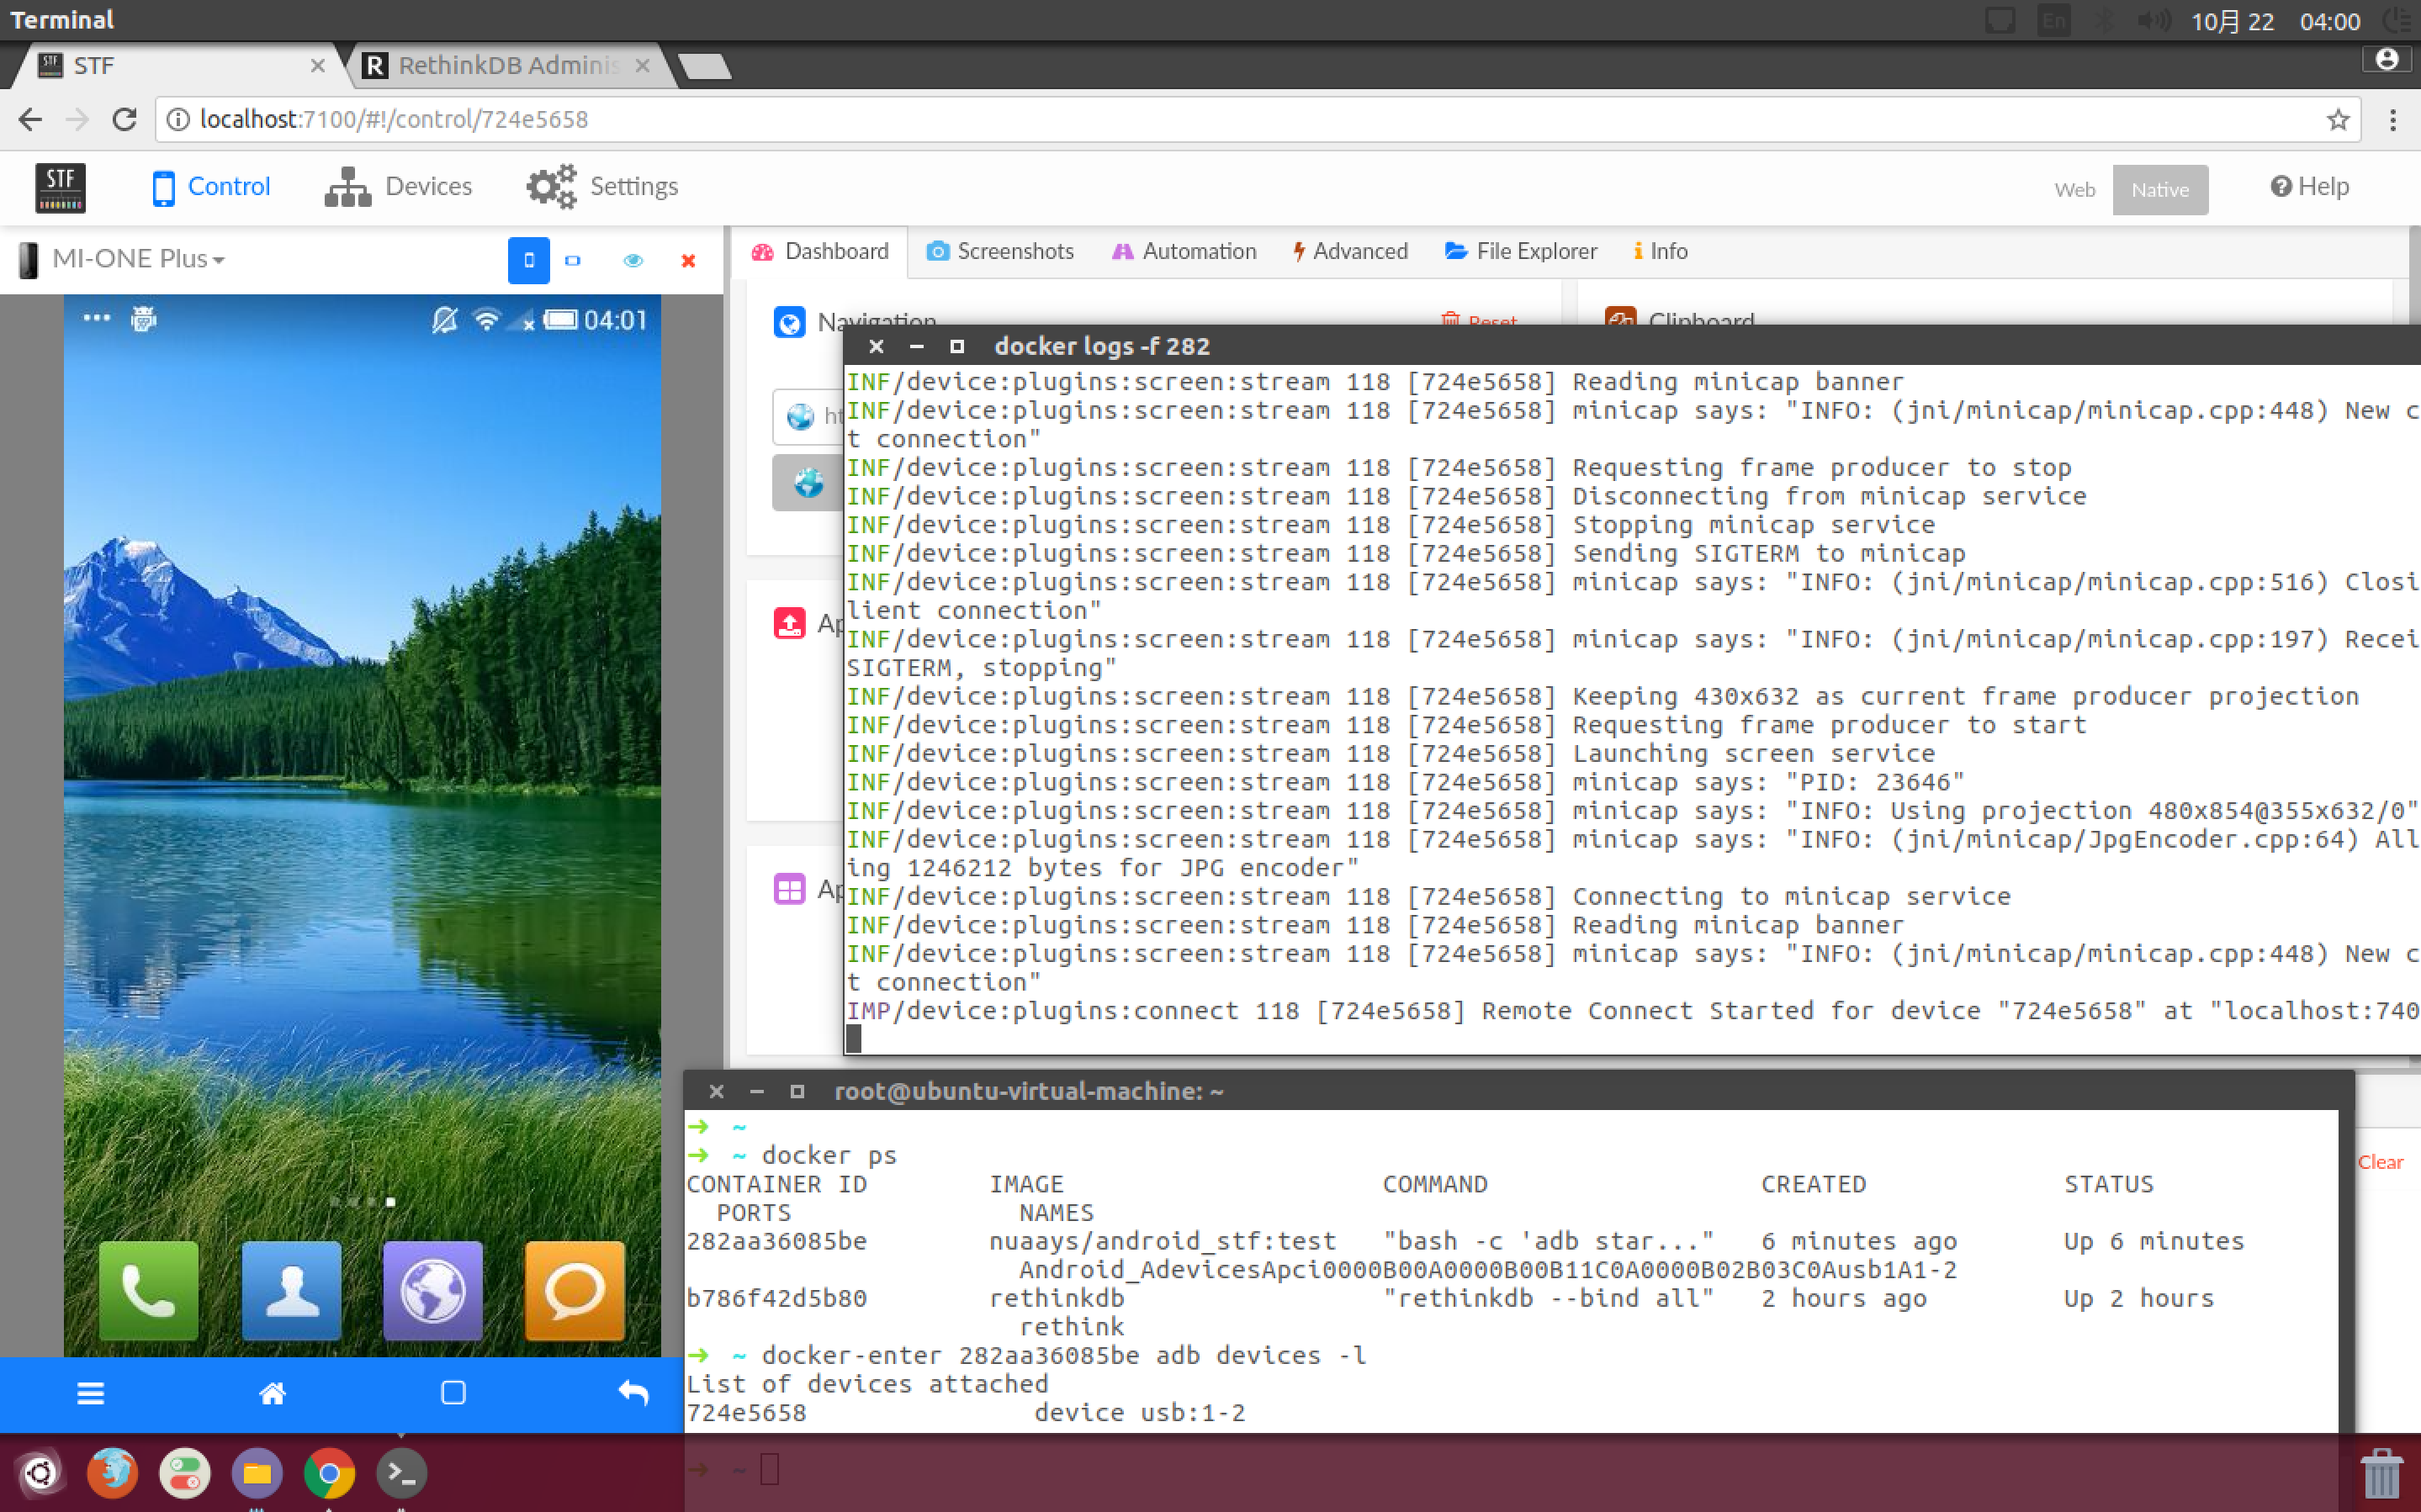 Terminal
En
10月 22 04:00
STF
RethinkDB Adminis
localhost:7100/#!/control/724e5658
STF Control Devices Settings
Web Native Help
MI-ONE Plus
Dashboard Screenshots Automation Advanced File Explorer Info
04:01
Navigation Reset Clipboard
docker logs -f 282
INF/device:plugins:screen:stream 118 [724e5658] Reading minicap banner
INF/device:plugins:screen:stream 118 [724e5658] minicap says: "INFO: (jni/minicap/minicap.cpp:448) New c
t connection"
INF/device:plugins:screen:stream 118 [724e5658] Requesting frame producer to stop
INF/device:plugins:screen:stream 118 [724e5658] Disconnecting from minicap service
INF/device:plugins:screen:stream 118 [724e5658] Stopping minicap service
INF/device:plugins:screen:stream 118 [724e5658] Sending SIGTERM to minicap
INF/device:plugins:screen:stream 118 [724e5658] minicap says: "INFO: (jni/minicap/minicap.cpp:516) Closi
lient connection"
INF/device:plugins:screen:stream 118 [724e5658] minicap says: "INFO: (jni/minicap/minicap.cpp:197) Recei
SIGTERM, stopping"
INF/device:plugins:screen:stream 118 [724e5658] Keeping 430x632 as current frame producer projection
INF/device:plugins:screen:stream 118 [724e5658] Requesting frame producer to start
INF/device:plugins:screen:stream 118 [724e5658] Launching screen service
INF/device:plugins:screen:stream 118 [724e5658] minicap says: "PID: 23646"
INF/device:plugins:screen:stream 118 [724e5658] minicap says: "INFO: Using projection 480x854@355x632/0"
INF/device:plugins:screen:stream 118 [724e5658] minicap says: "INFO: (jni/minicap/JpgEncoder.cpp:64) All
ing 1246212 bytes for JPG encoder"
INF/device:plugins:screen:stream 118 [724e5658] Connecting to minicap service
INF/device:plugins:screen:stream 118 [724e5658] Reading minicap banner
INF/device:plugins:screen:stream 118 [724e5658] minicap says: "INFO: (jni/minicap/minicap.cpp:448) New c
t connection"
IMP/device:plugins:connect 118 [724e5658] Remote Connect Started for device "724e5658" at "localhost:740
ht
Ap
Ap
root@ubuntu-virtual-machine: ~
➜ ~
➜ ~ docker ps
CONTAINER ID IMAGE COMMAND CREATED STATUS
PORTS NAMES
282aa36085be nuaays/android_stf:test "bash -c 'adb star..." 6 minutes ago Up 6 minutes
Android_AdevicesApci0000B00A0000B00B11C0A0000B02B03C0Ausb1A1-2
b786f42d5b80 rethinkdb "rethinkdb --bind all" 2 hours ago Up 2 hours
rethink
➜ ~ docker-enter 282aa36085be adb devices -l
List of devices attached
724e5658 device usb:1-2
➜ ~
Clear